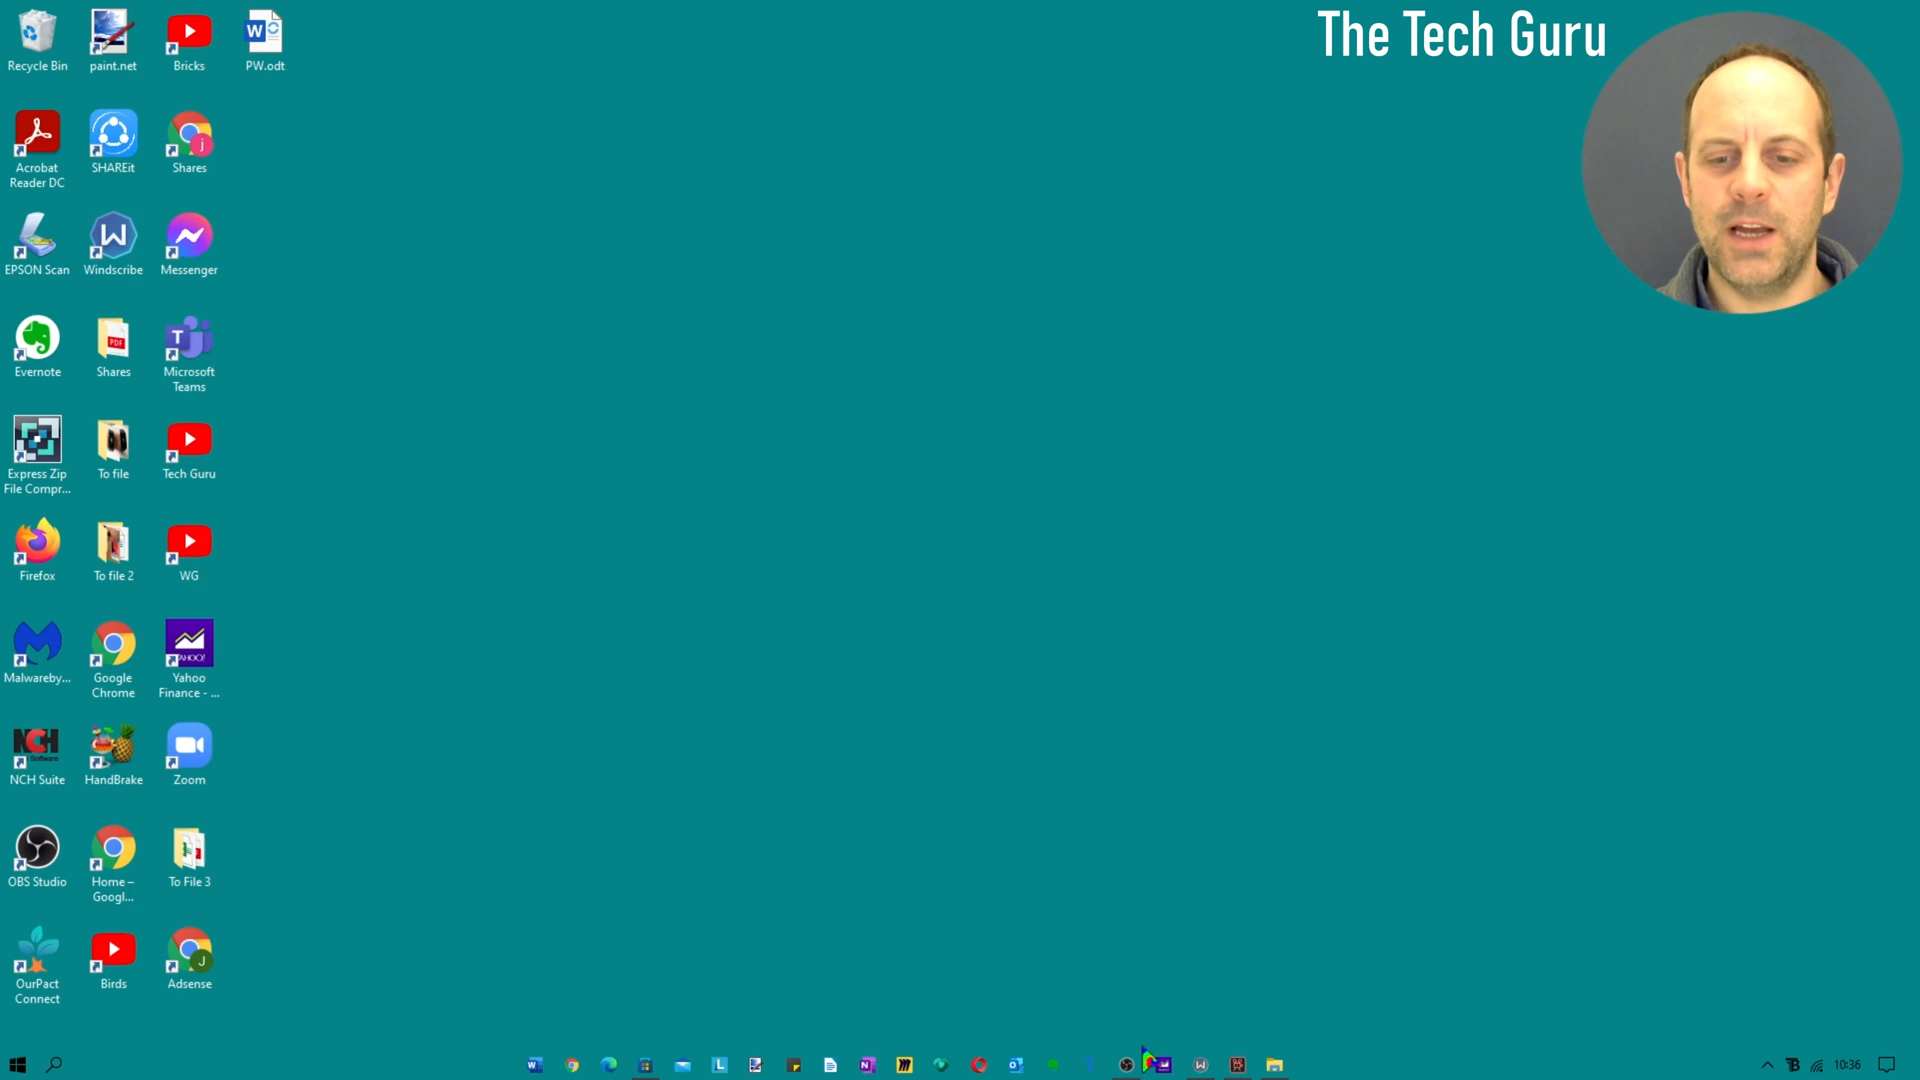 The Tech Guru
Recycle Bin
paint.net
Bricks
PW.odt
Acrobat
Reader DC
SHAREit
Shares
EPSON Scan
Windscribe
Messenger
Evernote
Shares
Microsoft
Teams
Express Zip
File Compr...
To file
Tech Guru
Firefox
To file 2
WG
Malwareby...
Google
Chrome
Yahoo
Finance - ...
NCH Suite
HandBrake
Zoom
OBS Studio
Home –
Googl...
To File 3
OurPact
Connect
Birds
Adsense
10:36